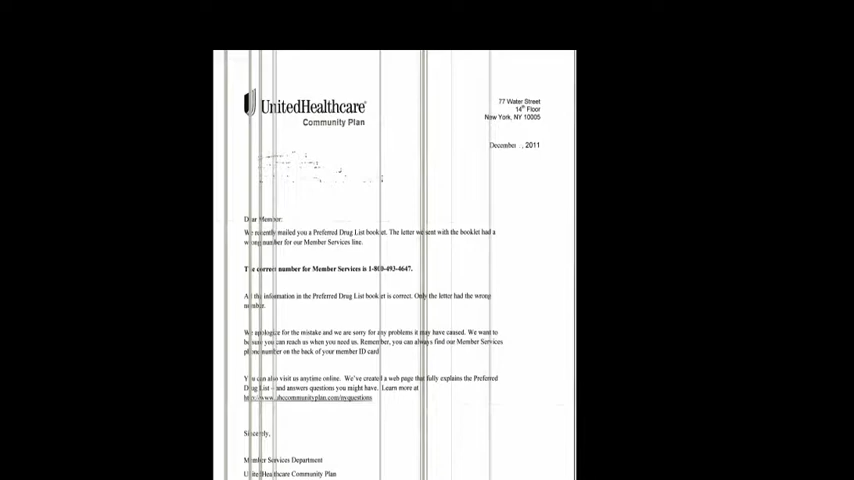 UnitedHealthcare®
Community Plan
77 Water Street
14th Floor
New York, NY 10005
December , 2011
Dear Member:
We recently mailed you a Preferred Drug List booklet. The letter we sent with the booklet had a
wrong number for our Member Services line.
The correct number for Member Services is 1-800-493-4647.
All the information in the Preferred Drug List booklet is correct. Only the letter had the wrong
number.
We apologize for the mistake and we are sorry for any problems it may have caused. We want to
be sure you can reach us when you need us. Remember, you can always find our Member Services
phone number on the back of your member ID card
You can also visit us anytime online. We've created a web page that fully explains the Preferred
Drug List – and answers questions you might have. Learn more at
http://www.uhccommunityplan.com/nyquestions
Sincerely,
Member Services Department
UnitedHealthcare Community Plan